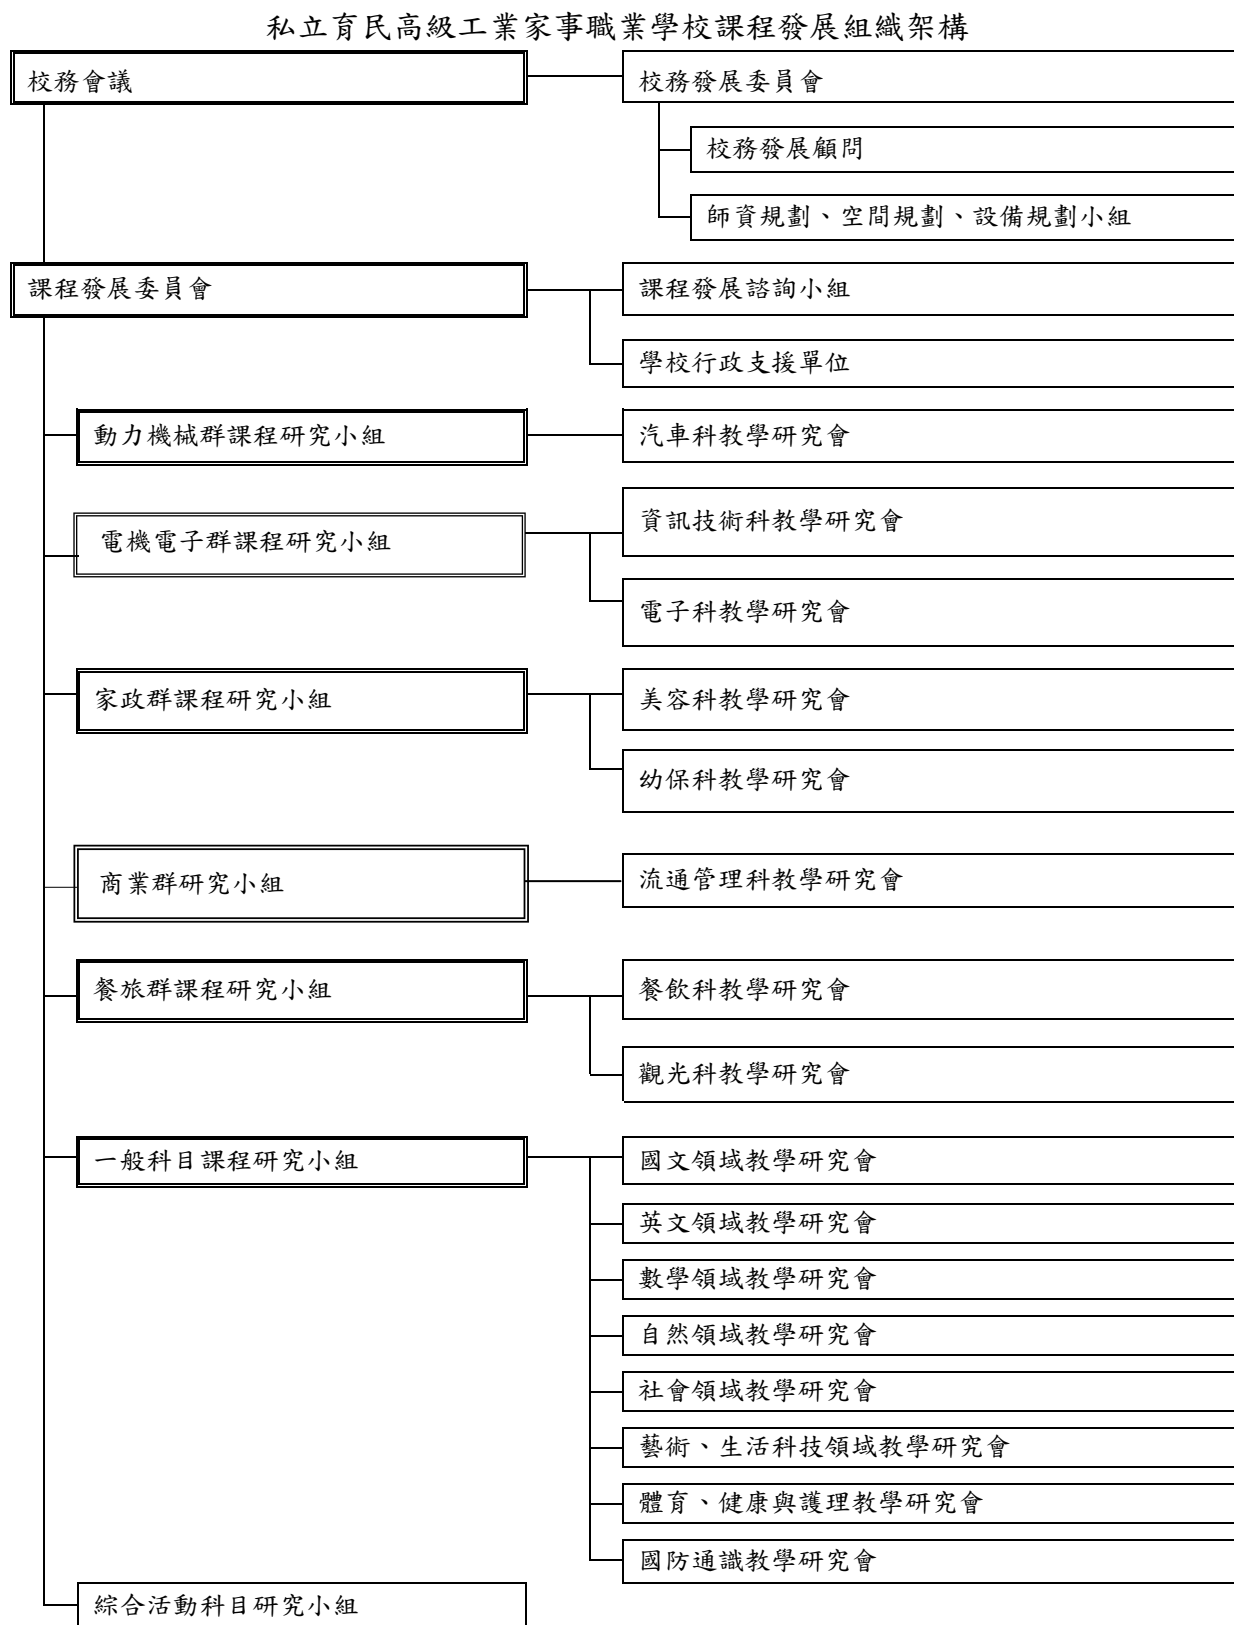 私立育民高級工業家事職業學校課程發展組織架構
校務會議
校務發展委員會
校務發展顧問
師資規劃、空間規劃、設備規劃小組
課程發展委員會
課程發展諮詢小組
學校行政支援單位
動力機械群課程研究小組
汽車科教學研究會
電機電子群課程研究小組
資訊技術科教學研究會
電子科教學研究會
家政群課程研究小組
美容科教學研究會
幼保科教學研究會
商業群研究小組
流通管理科教學研究會
餐旅群課程研究小組
餐飲科教學研究會
觀光科教學研究會
一般科目課程研究小組
國文領域教學研究會
英文領域教學研究會
數學領域教學研究會
自然領域教學研究會
社會領域教學研究會
藝術、生活科技領域教學研究會
體育、健康與護理教學研究會
國防通識教學研究會
綜合活動科目研究小組